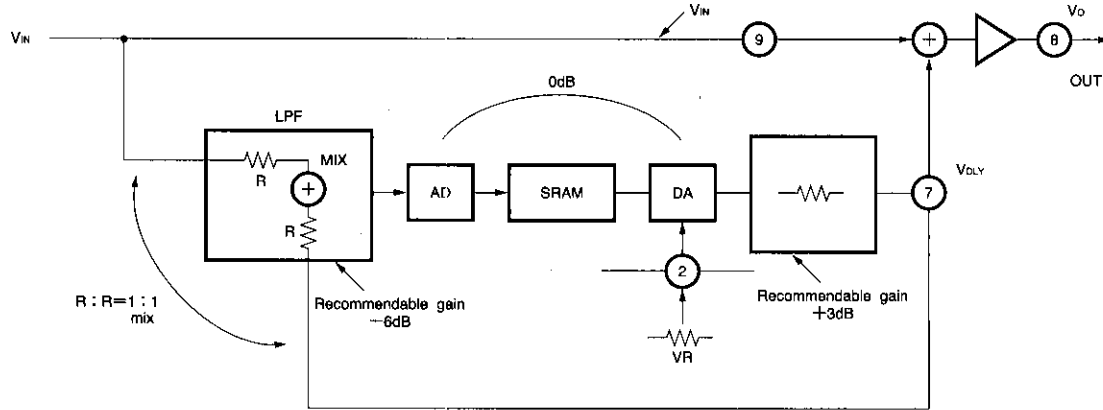 VIN
VIN
9
+
8
VO
OUT
0dB
LPF
R
MIX
+
R
AD
SRAM
DA
VDLY
7
2
VR
R : R=1 : 1
mix
Recommendable gain
−6dB
Recommendable gain
+3dB